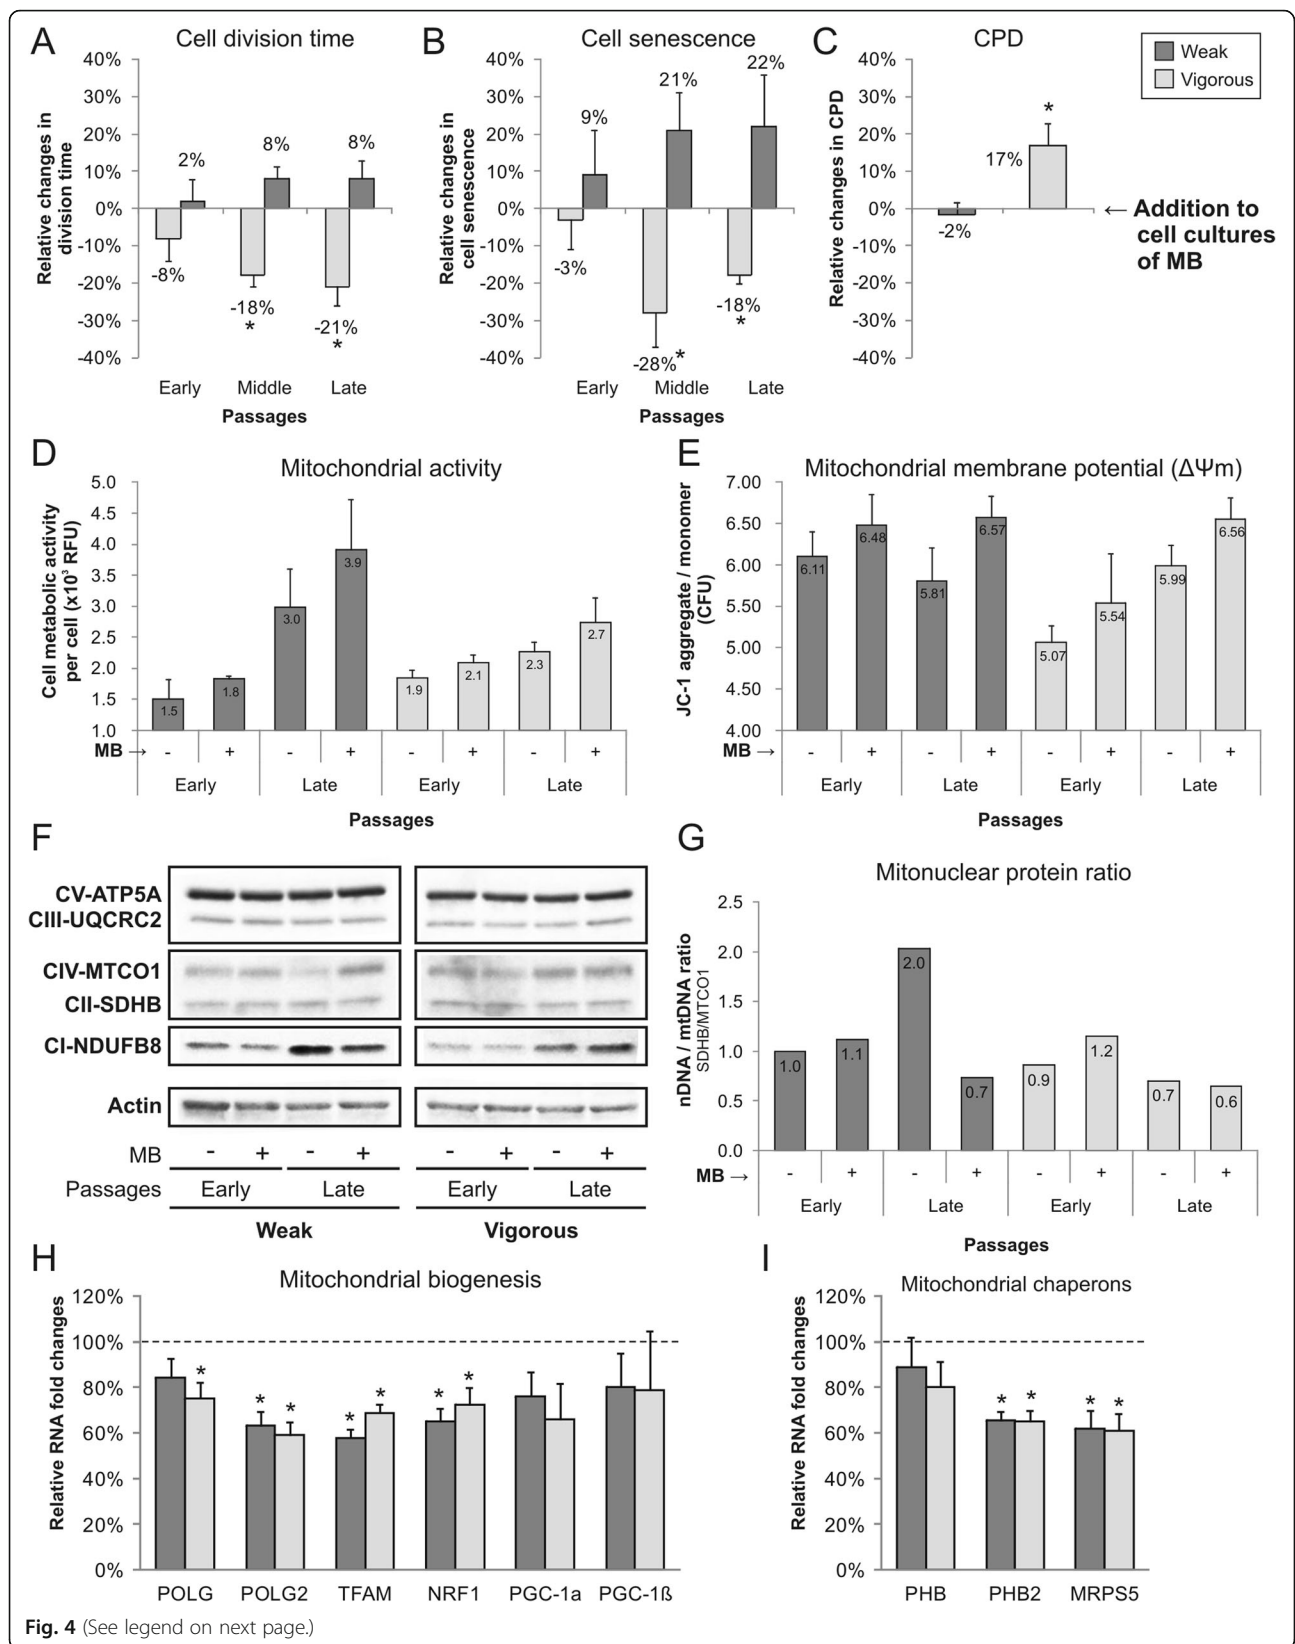 A Cell division time
40%
30%
20%
10%
0%
-10%
-20%
-30%
-40%
Relative changes in
division time
2%
8%
8%
-8%
-18%
*
-21%
*
Early Middle Late
Passages
B Cell senescence
40%
30%
20%
10%
0%
-10%
-20%
-30%
-40%
Relative changes in
cell senescence
9%
21%
22%
-3%
-28% *
-18%
*
Early Middle Late
Passages
C CPD
40%
30%
20%
10%
0%
-10%
-20%
-30%
-40%
Relative changes in CPD
-2%
17%
*
Weak
Vigorous
← Addition to
cell cultures
of MB
D Mitochondrial activity
5.0
4.5
4.0
3.5
3.0
2.5
2.0
1.5
1.0
Cell metabolic activity
per cell (x10³ RFU)
1.5 1.8 3.0 3.9 1.9 2.1 2.3 2.7
MB → - + - + - + - +
Early Late Early Late
Passages
E Mitochondrial membrane potential (ΔΨm)
7.00
6.50
6.00
5.50
5.00
4.50
4.00
JC-1 aggregate / monomer
(CFU)
6.11 6.48 5.81 6.57 5.07 5.54 5.99 6.56
MB → - + - + - + - +
Early Late Early Late
Passages
F
CV-ATP5A
CIII-UQCRC2
CIV-MTCO1
CII-SDHB
CI-NDUFB8
Actin
MB - + - + - + - +
Passages Early Late Early Late
Weak Vigorous
G Mitonuclear protein ratio
2.5
2.0
1.5
1.0
0.5
0.0
nDNA / mtDNA ratio
SDHB/MTCO1
1.0 1.1 2.0 0.7 0.9 1.2 0.7 0.6
MB → - + - + - + - +
Early Late Early Late
Passages
H Mitochondrial biogenesis
120%
100%
80%
60%
40%
20%
0%
Relative RNA fold changes
* * * * * * *
POLG POLG2 TFAM NRF1 PGC-1a PGC-1ß
I Mitochondrial chaperons
120%
100%
80%
60%
40%
20%
0%
Relative RNA fold changes
* * * *
PHB PHB2 MRPS5
Fig. 4 (See legend on next page.)